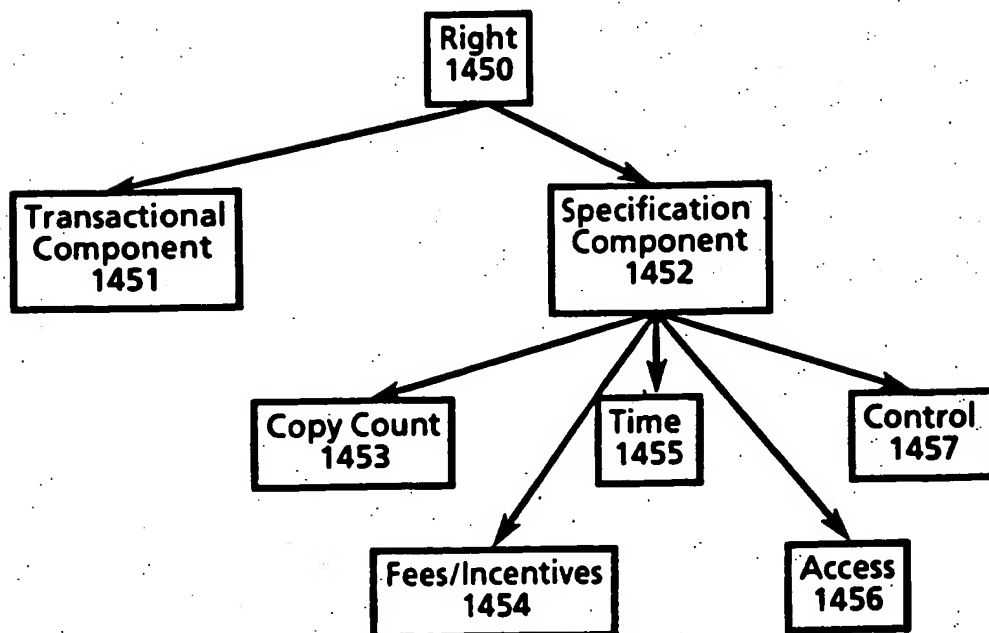 Right
1450
Transactional
Component
1451
Specification
Component
1452
Copy Count
1453
Time
1455
Control
1457
Fees/Incentives
1454
Access
1456